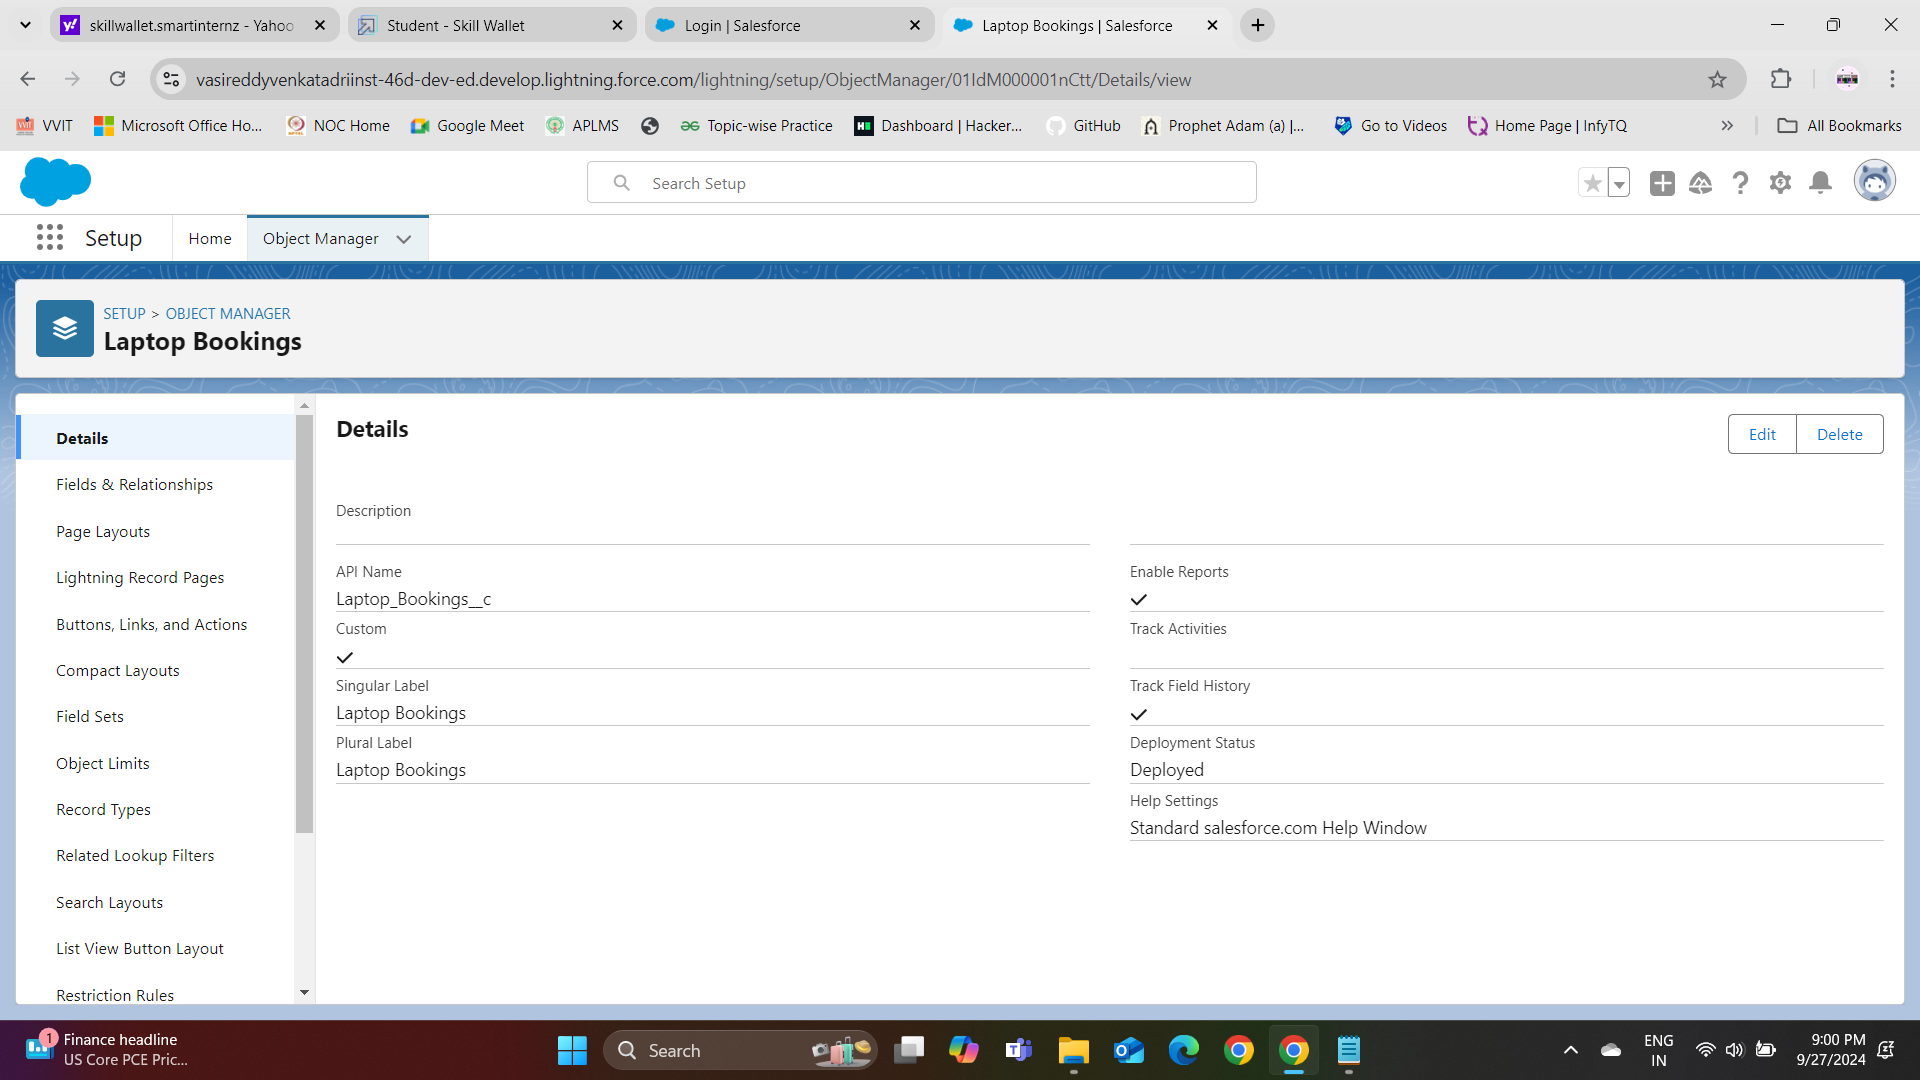 skillwallet.smartinternz - Yahoo
Student - Skill Wallet
Login | Salesforce
Laptop Bookings | Salesforce
vasireddyvenkatadriinst-46d-dev-ed.develop.lightning.force.com/lightning/setup/ObjectManager/01IdM000001nCtt/Details/view
VVIT
Microsoft Office Ho...
NOC Home
Google Meet
APLMS
Topic-wise Practice
Dashboard | Hacker...
GitHub
Prophet Adam (a) |...
Go to Videos
Home Page | InfyTQ
All Bookmarks
Search Setup
Setup
Home
Object Manager
SETUP > OBJECT MANAGER
Laptop Bookings
Details
Fields & Relationships
Page Layouts
Lightning Record Pages
Buttons, Links, and Actions
Compact Layouts
Field Sets
Object Limits
Record Types
Related Lookup Filters
Search Layouts
List View Button Layout
Restriction Rules
Details
Edit
Delete
Description
API Name
Laptop_Bookings__c
Custom
Singular Label
Laptop Bookings
Plural Label
Laptop Bookings
Enable Reports
Track Activities
Track Field History
Deployment Status
Deployed
Help Settings
Standard salesforce.com Help Window
1
Finance headline
US Core PCE Pric...
Search
ENG
IN
9:00 PM
9/27/2024